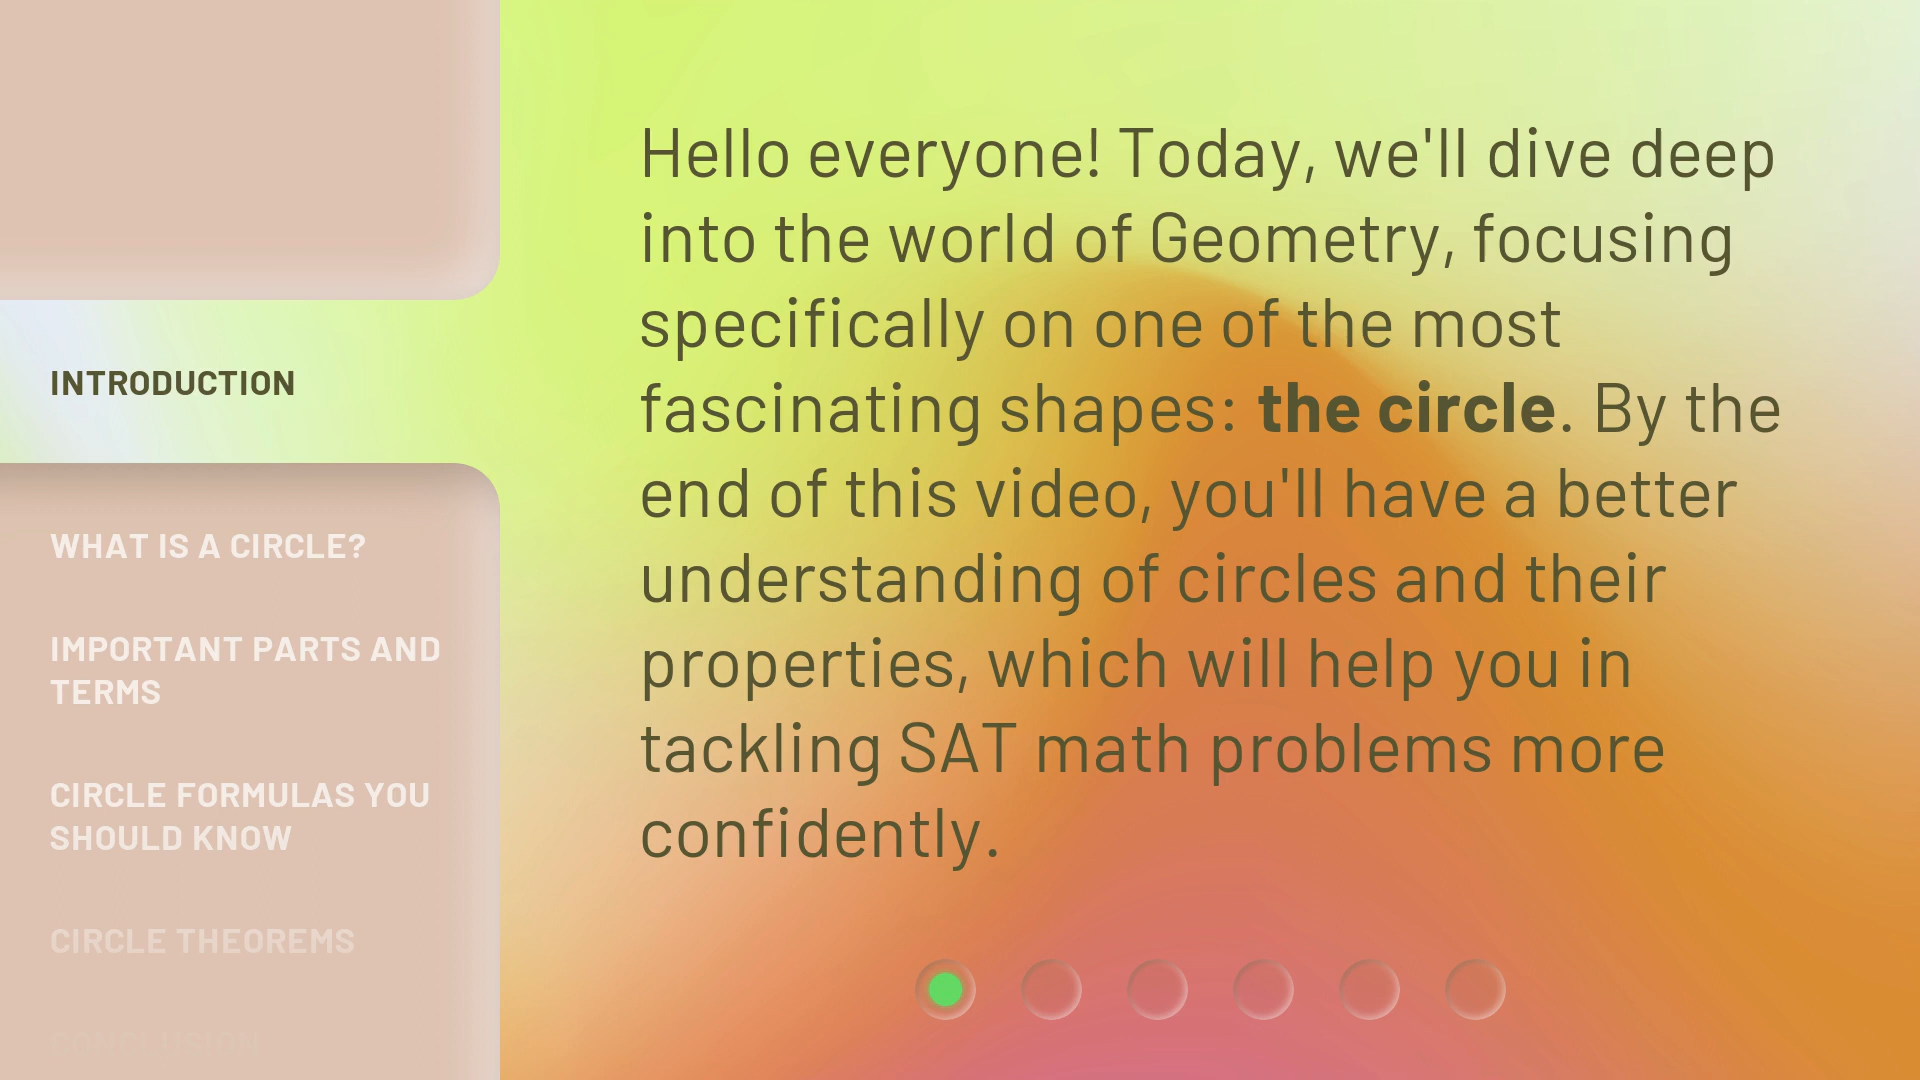 INTRODUCTION
WHAT IS A CIRCLE?
IMPORTANT PARTS AND
TERMS
CIRCLE FORMULAS YOU
SHOULD KNOW
CIRCLE THEOREMS
CONCLUSION
Hello everyone! Today, we'll dive deep
into the world of Geometry, focusing
specifically on one of the most
fascinating shapes: the circle. By the
end of this video, you'll have a better
understanding of circles and their
properties, which will help you in
tackling SAT math problems more
confidently.